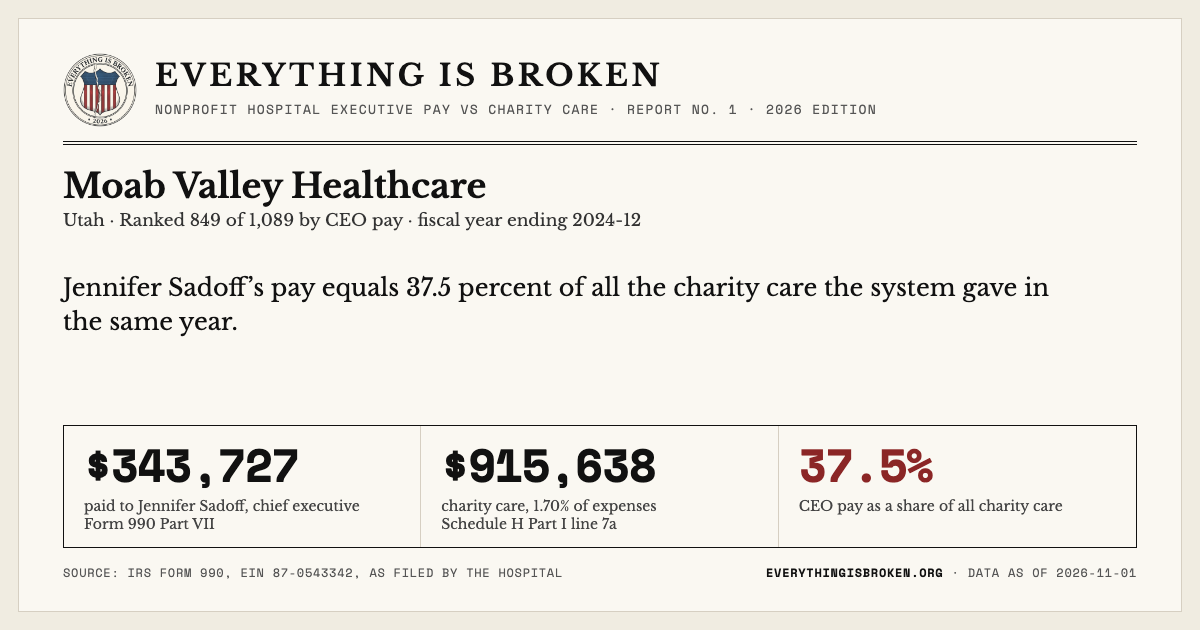 EVERYTHING IS BROKEN
2026
EVERYTHING IS BROKEN
NONPROFIT HOSPITAL EXECUTIVE PAY VS CHARITY CARE · REPORT NO. 1 · 2026 EDITION
Moab Valley Healthcare
Utah · Ranked 849 of 1,089 by CEO pay · fiscal year ending 2024-12
Jennifer Sadoff’s pay equals 37.5 percent of all the charity care the system gave in
the same year.
$343,727
paid to Jennifer Sadoff, chief executive
Form 990 Part VII
$915,638
charity care, 1.70% of expenses
Schedule H Part I line 7a
37.5%
CEO pay as a share of all charity care
SOURCE: IRS FORM 990, EIN 87-0543342, AS FILED BY THE HOSPITAL
EVERYTHINGISBROKEN.ORG · DATA AS OF 2026-11-01